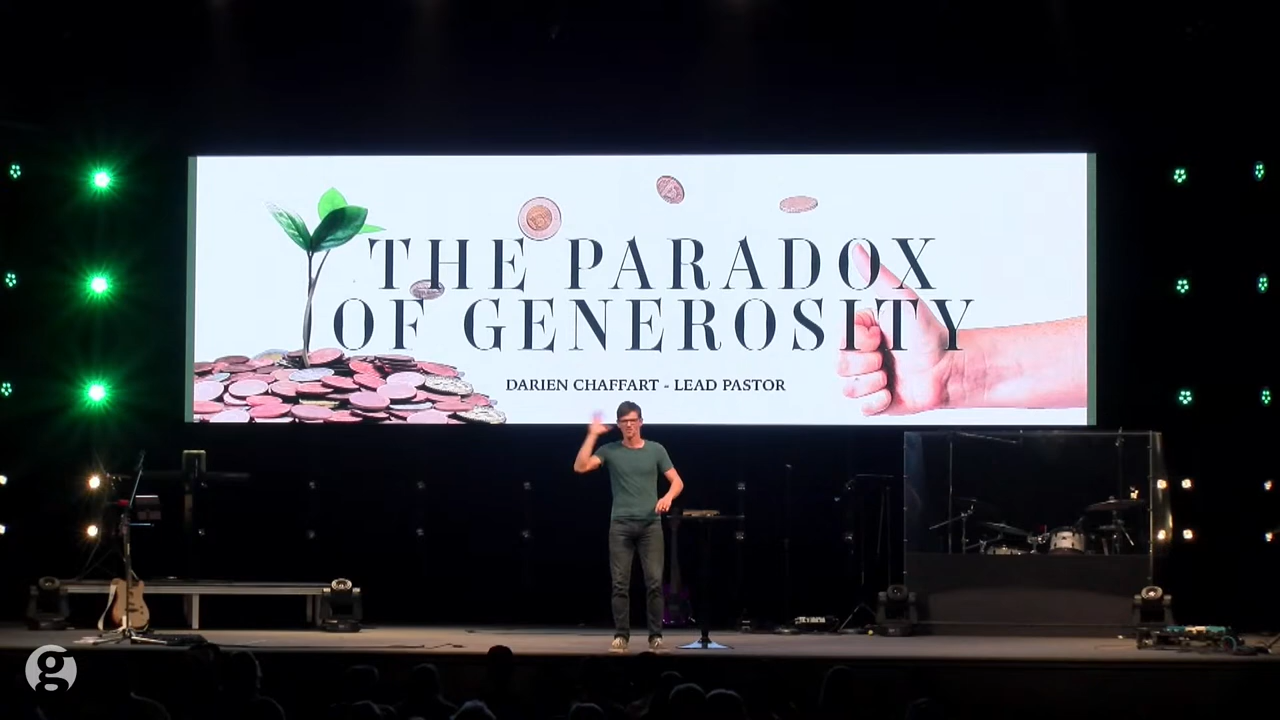 THE PARADOX
OF GENEROSITY
DARIEN CHAFFART - LEAD PASTOR
g